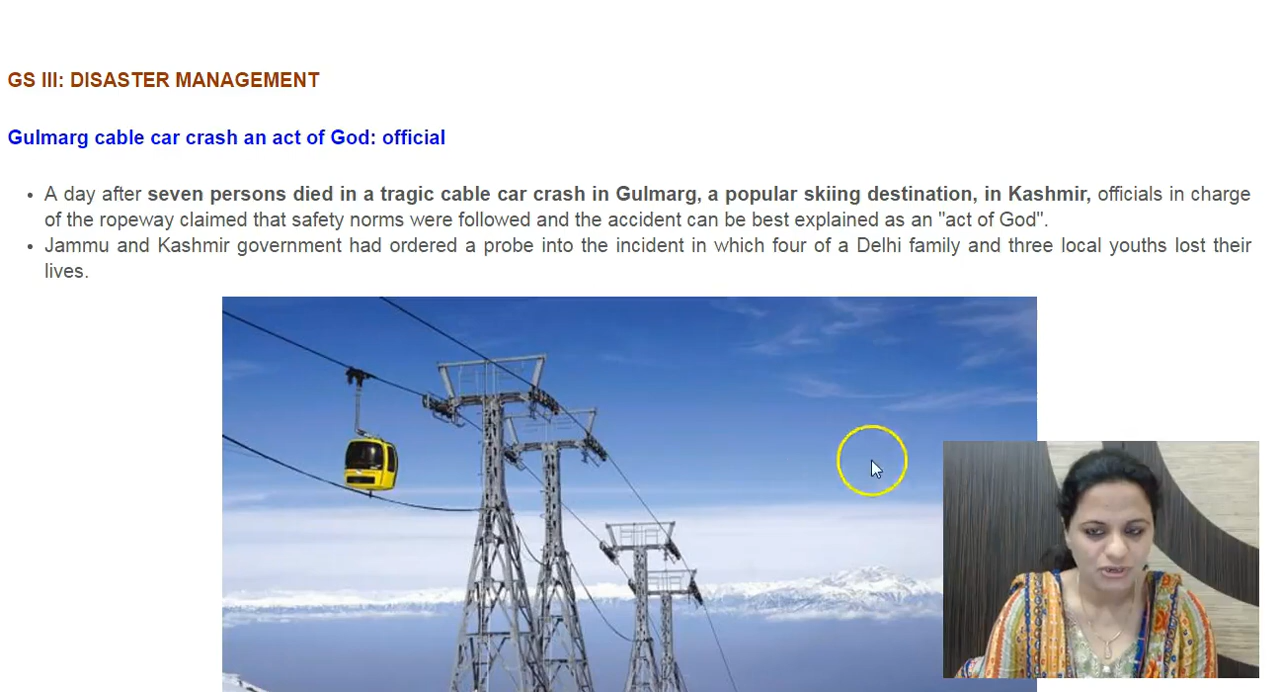 GS III: DISASTER MANAGEMENT
Gulmarg cable car crash an act of God: official
• A day after seven persons died in a tragic cable car crash in Gulmarg, a popular skiing destination, in Kashmir, officials in charge
of the ropeway claimed that safety norms were followed and the accident can be best explained as an "act of God".
• Jammu and Kashmir government had ordered a probe into the incident in which four of a Delhi family and three local youths lost their
lives.